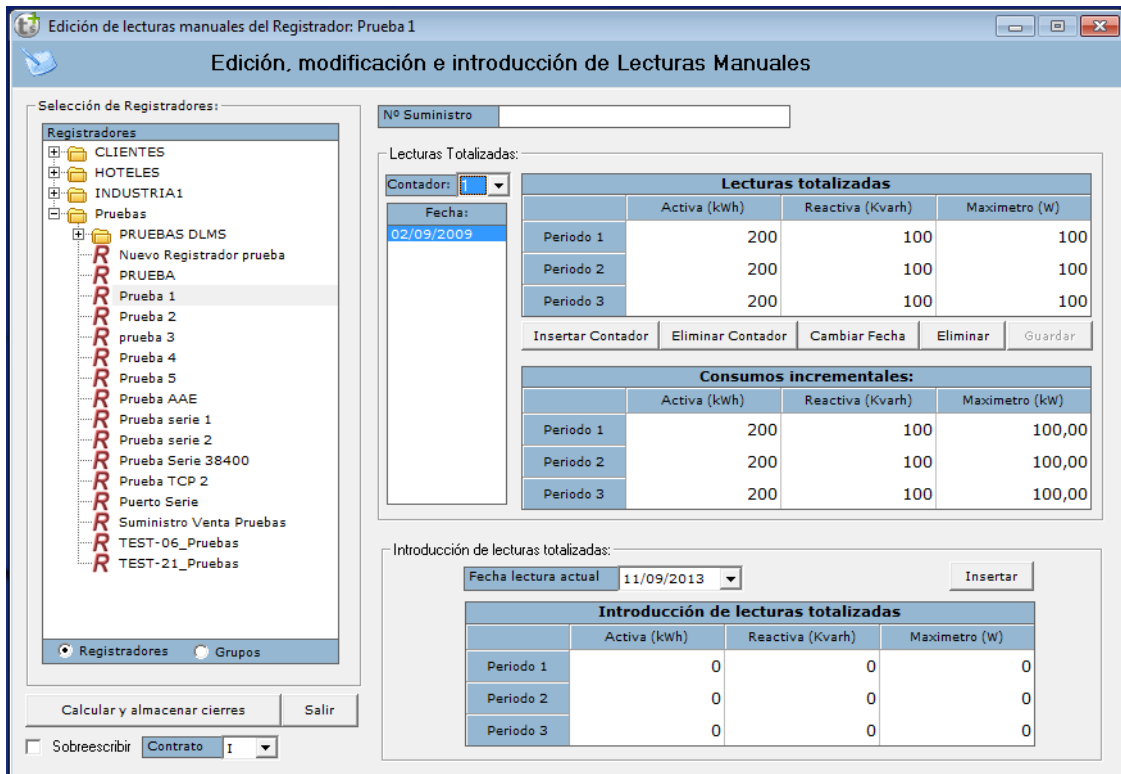 Edición de lecturas manuales del Registrador: Prueba 1
Edición, modificación e introducción de Lecturas Manuales
Selección de Registradores:
Registradores
CLIENTES
HOTELES
INDUSTRIA1
Pruebas
PRUEBAS DLMS
R Nuevo Registrador prueba
R PRUEBA
R Prueba 1
R Prueba 2
R prueba 3
R Prueba 4
R Prueba 5
R Prueba AAE
R Prueba serie 1
R Prueba serie 2
R Prueba Serie 38400
R Prueba TCP 2
R Puerto Serie
R Suministro Venta Pruebas
R TEST-06_Pruebas
R TEST-21_Pruebas
Registradores Grupos
Calcular y almacenar cierres Salir
Sobreescribir Contrato I
Nº Suministro
Lecturas Totalizadas:
Contador: 1
Fecha:
02/09/2009
Lecturas totalizadas
Activa (kWh) Reactiva (Kvarh) Maximetro (W)
Periodo 1 200 100 100
Periodo 2 200 100 100
Periodo 3 200 100 100
Insertar Contador Eliminar Contador Cambiar Fecha Eliminar Guardar
Consumos incrementales:
Activa (kWh) Reactiva (Kvarh) Maximetro (kW)
Periodo 1 200 100 100,00
Periodo 2 200 100 100,00
Periodo 3 200 100 100,00
Introducción de lecturas totalizadas:
Fecha lectura actual 11/09/2013 Insertar
Introducción de lecturas totalizadas
Activa (kWh) Reactiva (Kvarh) Maximetro (W)
Periodo 1 0 0 0
Periodo 2 0 0 0
Periodo 3 0 0 0